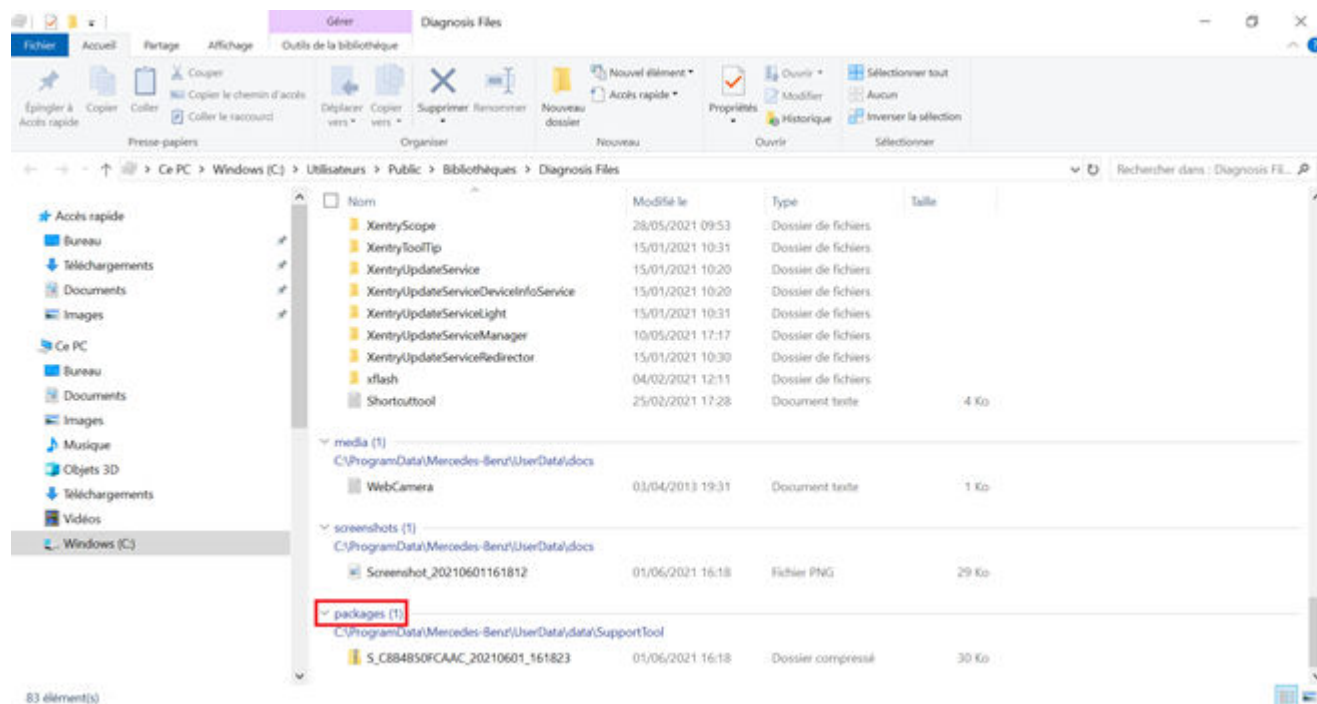 Gérer
Diagnosis Files
Fichier
Accueil
Partage
Affichage
Outils de la bibliothèque
Épingler à Accès rapide
Copier
Coller
Couper
Copier le chemin d'accès
Coller le raccourci
Presse-papiers
Déplacer vers
Copier vers
Supprimer
Renommer
Organiser
Nouveau dossier
Nouvel élément
Accès rapide
Nouveau
Propriétés
Ouvrir
Modifier
Historique
Ouvrir
Sélectionner tout
Aucun
Inverser la sélection
Sélectionner
Ce PC > Windows (C:) > Utilisateurs > Public > Bibliothèques > Diagnosis Files
Rechercher dans : Diagnosis Fil...
Accès rapide
Bureau
Téléchargements
Documents
Images
Ce PC
Bureau
Documents
Images
Musique
Objets 3D
Téléchargements
Vidéos
Windows (C:)
Nom Modifié le Type Taille
XentryScope 28/05/2021 09:53 Dossier de fichiers
XentryToolTip 15/01/2021 10:31 Dossier de fichiers
XentryUpdateService 15/01/2021 10:20 Dossier de fichiers
XentryUpdateServiceDeviceInfoService 15/01/2021 10:20 Dossier de fichiers
XentryUpdateServiceLight 15/01/2021 10:31 Dossier de fichiers
XentryUpdateServiceManager 10/05/2021 17:17 Dossier de fichiers
XentryUpdateServiceRedirector 15/01/2021 10:30 Dossier de fichiers
xflash 04/02/2021 12:11 Dossier de fichiers
Shortcuttool 25/02/2021 17:28 Document texte 4 Ko
media (1)
C:\ProgramData\Mercedes-Benz\UserData\docs
WebCamera 03/04/2013 19:31 Document texte 1 Ko
screenshots (1)
C:\ProgramData\Mercedes-Benz\UserData\docs
Screenshot_20210601161812 01/06/2021 16:18 Fichier PNG 29 Ko
packages (1)
C:\ProgramData\Mercedes-Benz\UserData\data\SupportTool
S_C8B4B50FCAAC_20210601_161823 01/06/2021 16:18 Dossier compressé 30 Ko
83 élément(s)